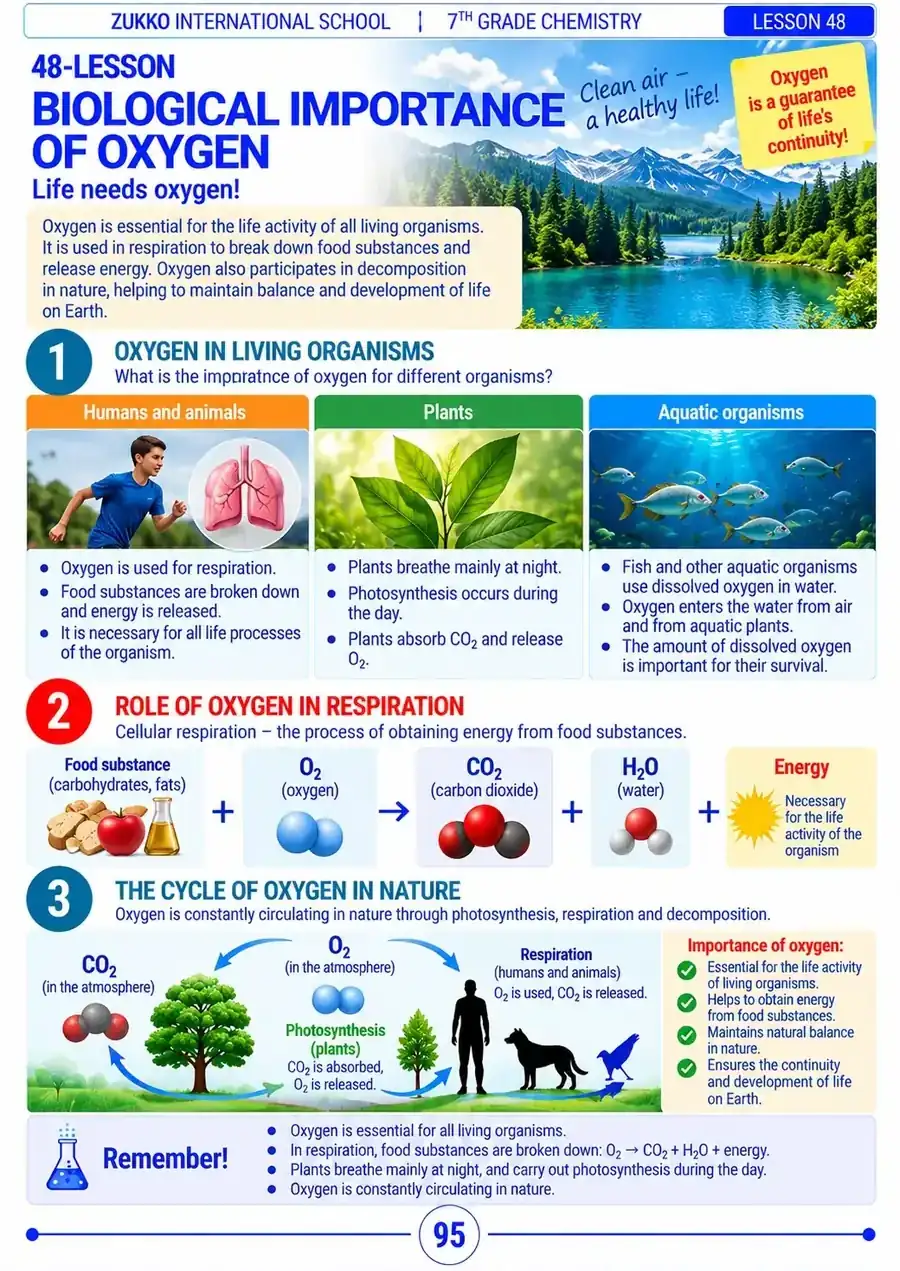 ZUKKO INTERNATIONAL SCHOOL | 7TH GRADE CHEMISTRY
LESSON 48
48-LESSON
BIOLOGICAL IMPORTANCE
OF OXYGEN
Life needs oxygen!
Clean air –
a healthy life!
Oxygen
is a guarantee
of life's
continuity!
Oxygen is essential for the life activity of all living organisms.
It is used in respiration to break down food substances and
release energy. Oxygen also participates in decomposition
in nature, helping to maintain balance and development of life
on Earth.
1
OXYGEN IN LIVING ORGANISMS
What is the impɒratnce of oxygen for different organisms?
Humans and animals
• Oxygen is used for respiration.
• Food substances are broken down
and energy is released.
• It is necessary for all life processes
of the organism.
Plants
• Plants breathe mainly at night.
• Photosynthesis occurs during
the day.
• Plants absorb CO₂ and release
O₂.
Aquatic organisms
• Fish and other aquatic organisms
use dissolved oxygen in water.
• Oxygen enters the water from air
and from aquatic plants.
• The amount of dissolved oxygen
is important for their survival.
2
ROLE OF OXYGEN IN RESPIRATION
Cellular respiration – the process of obtaining energy from food substances.
Food substance
(carbohydrates, fats)
+
O₂
(oxygen)
→
CO₂
(carbon dioxide)
+
H₂O
(water)
+
Energy
Necessary
for the life
activity of the
organism
3
THE CYCLE OF OXYGEN IN NATURE
Oxygen is constantly circulating in nature through photosynthesis, respiration and decomposition.
CO₂
(in the atmosphere)
O₂
(in the atmosphere)
Photosynthesis
(plants)
CO₂ is absorbed,
O₂ is released.
Respiration
(humans and animals)
O₂ is used, CO₂ is released.
Importance of oxygen:
Essential for the life activity
of living organisms.
Helps to obtain energy
from food substances.
Maintains natural balance
in nature.
Ensures the continuity
and development of life
on Earth.
Remember!
• Oxygen is essential for all living organisms.
• In respiration, food substances are broken down: O₂ → CO₂ + H₂O + energy.
• Plants breathe mainly at night, and carry out photosynthesis during the day.
• Oxygen is constantly circulating in nature.
95